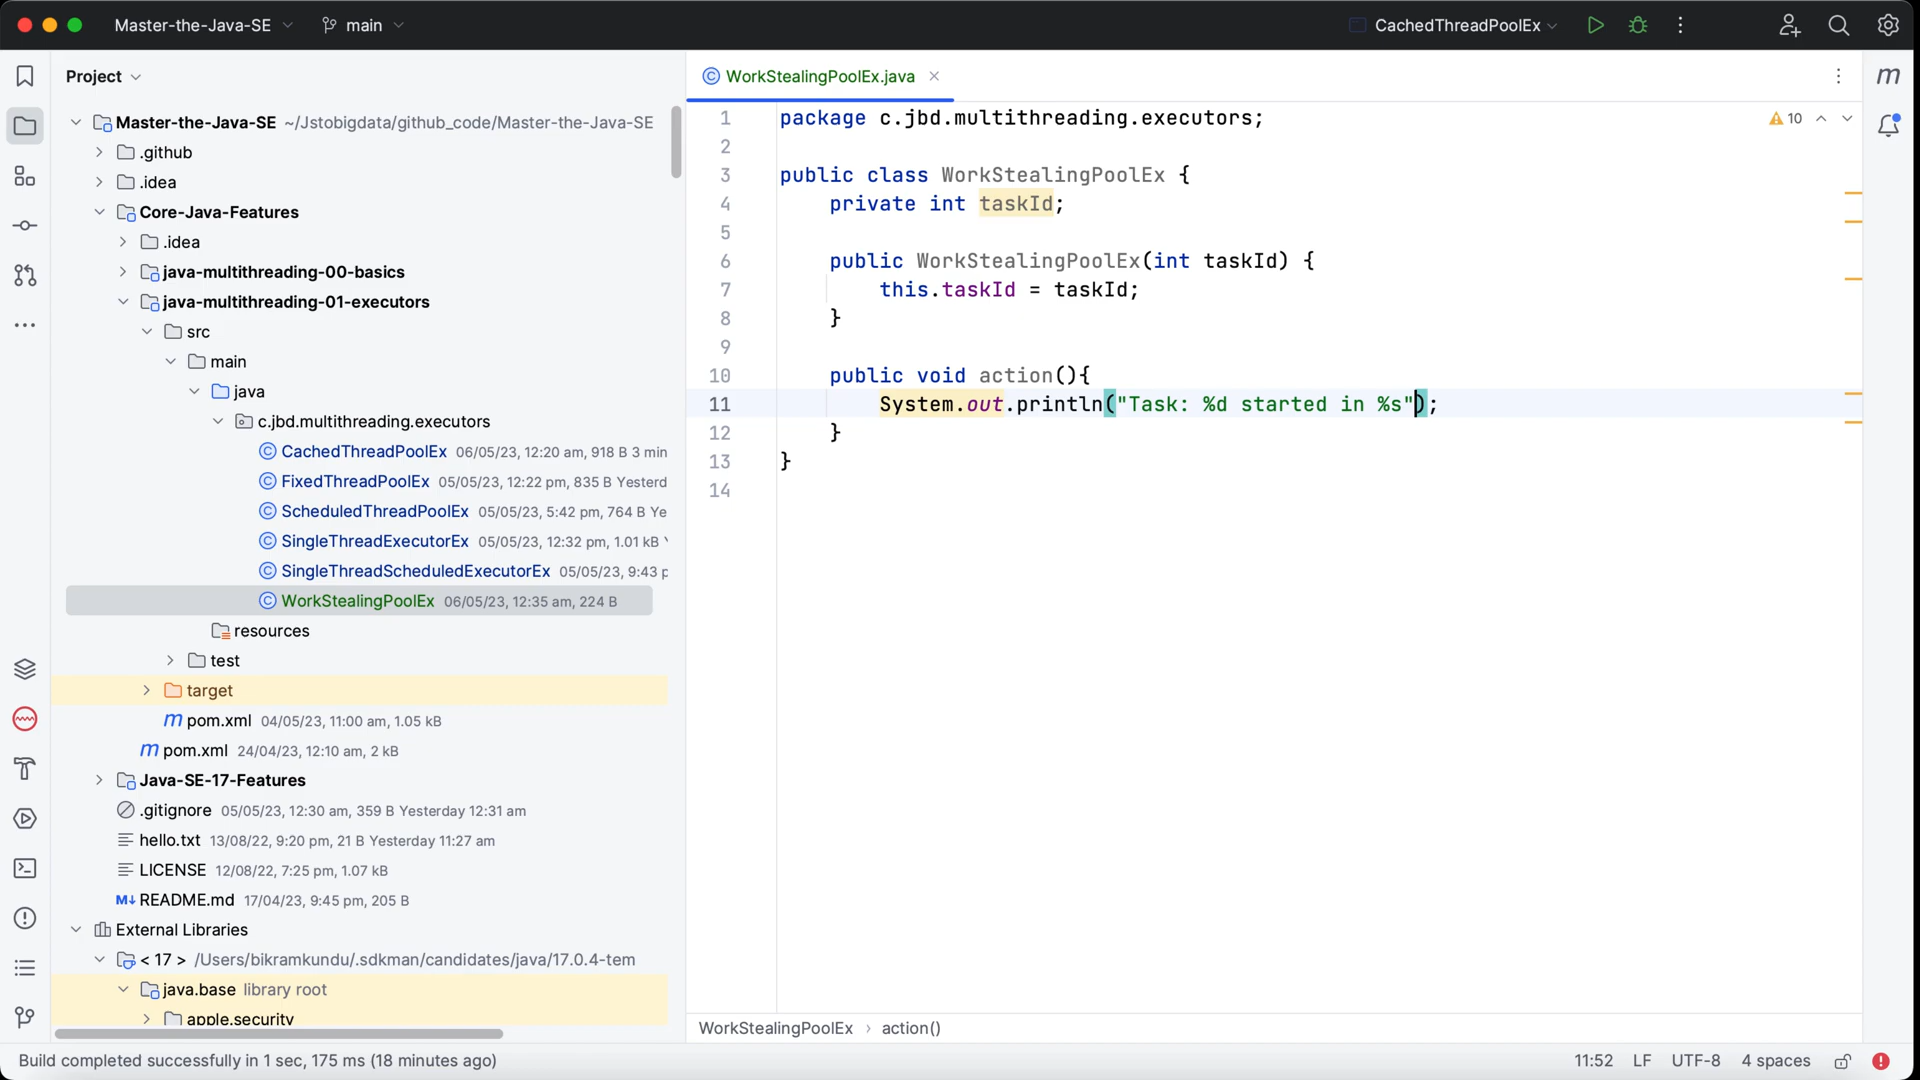 Master-the-Java-SE main CachedThreadPoolEx
Project
Master-the-Java-SE ~/Jstobigdata/github_code/Master-the-Java-SE
.github
.idea
Core-Java-Features
.idea
java-multithreading-00-basics
java-multithreading-01-executors
src
main
java
c.jbd.multithreading.executors
CachedThreadPoolEx 06/05/23, 12:20 am, 918 B 3 min
FixedThreadPoolEx 05/05/23, 12:22 pm, 835 B Yesterd
ScheduledThreadPoolEx 05/05/23, 5:42 pm, 764 B Ye
SingleThreadExecutorEx 05/05/23, 12:32 pm, 1.01 kB
SingleThreadScheduledExecutorEx 05/05/23, 9:43 p
WorkStealingPoolEx 06/05/23, 12:35 am, 224 B
resources
test
target
m pom.xml 04/05/23, 11:00 am, 1.05 kB
m pom.xml 24/04/23, 12:10 am, 2 kB
Java-SE-17-Features
.gitignore 05/05/23, 12:30 am, 359 B Yesterday 12:31 am
hello.txt 13/08/22, 9:20 pm, 21 B Yesterday 11:27 am
LICENSE 12/08/22, 7:25 pm, 1.07 kB
M↓ README.md 17/04/23, 9:45 pm, 205 B
External Libraries
< 17 > /Users/bikramkundu/.sdkman/candidates/java/17.0.4-tem
java.base library root
apple.security
C WorkStealingPoolEx.java
m
10
1 package c.jbd.multithreading.executors;
2
3 public class WorkStealingPoolEx {
4 private int taskId;
5
6 public WorkStealingPoolEx(int taskId) {
7 this.taskId = taskId;
8 }
9
10 public void action(){
11 System.out.println("Task: %d started in %s");
12 }
13 }
14
WorkStealingPoolEx › action()
Build completed successfully in 1 sec, 175 ms (18 minutes ago) 11:52 LF UTF-8 4 spaces